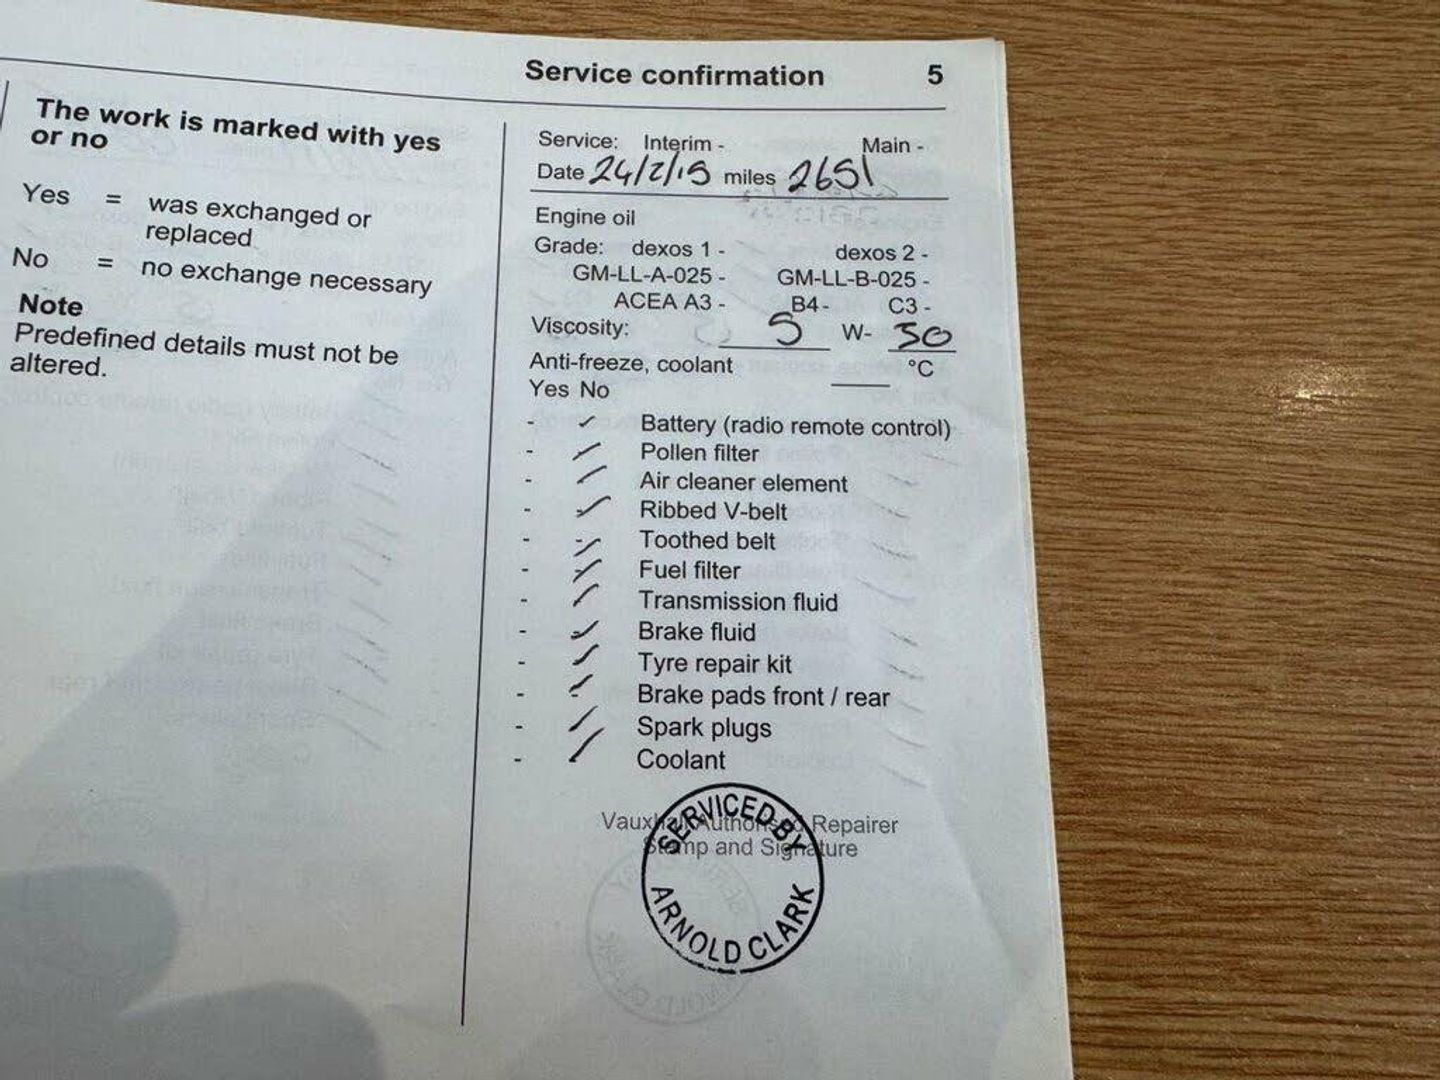 Service confirmation 5
The work is marked with yes
or no
Yes = was exchanged or
replaced
No = no exchange necessary
Note
Predefined details must not be
altered.
Service: Interim - Main -
Date 24/2/15 miles 2651
Engine oil
Grade: dexos 1 - dexos 2 -
GM-LL-A-025 - GM-LL-B-025 -
ACEA A3 - B4 - C3 -
Viscosity: 5 W- 30
Anti-freeze, coolant °C
Yes No
- Battery (radio remote control)
- Pollen filter
- Air cleaner element
- Ribbed V-belt
- Toothed belt
- Fuel filter
- Transmission fluid
- Brake fluid
- Tyre repair kit
- Brake pads front / rear
- Spark plugs
- Coolant
Vauxhall Authorised Repairer
Stamp and Signature
SERVICED BY
ARNOLD CLARK